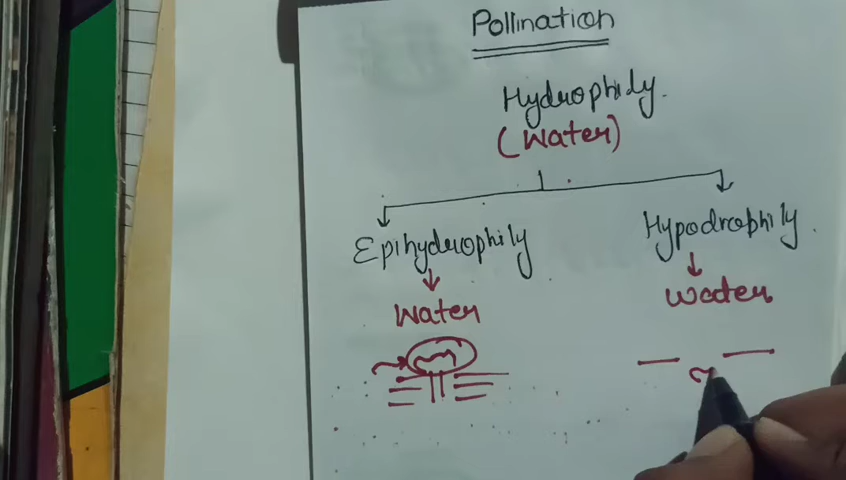 Pollination
Hydrophily.
(Water)
Epihydrophily
Hypodrophily.
Water
Water